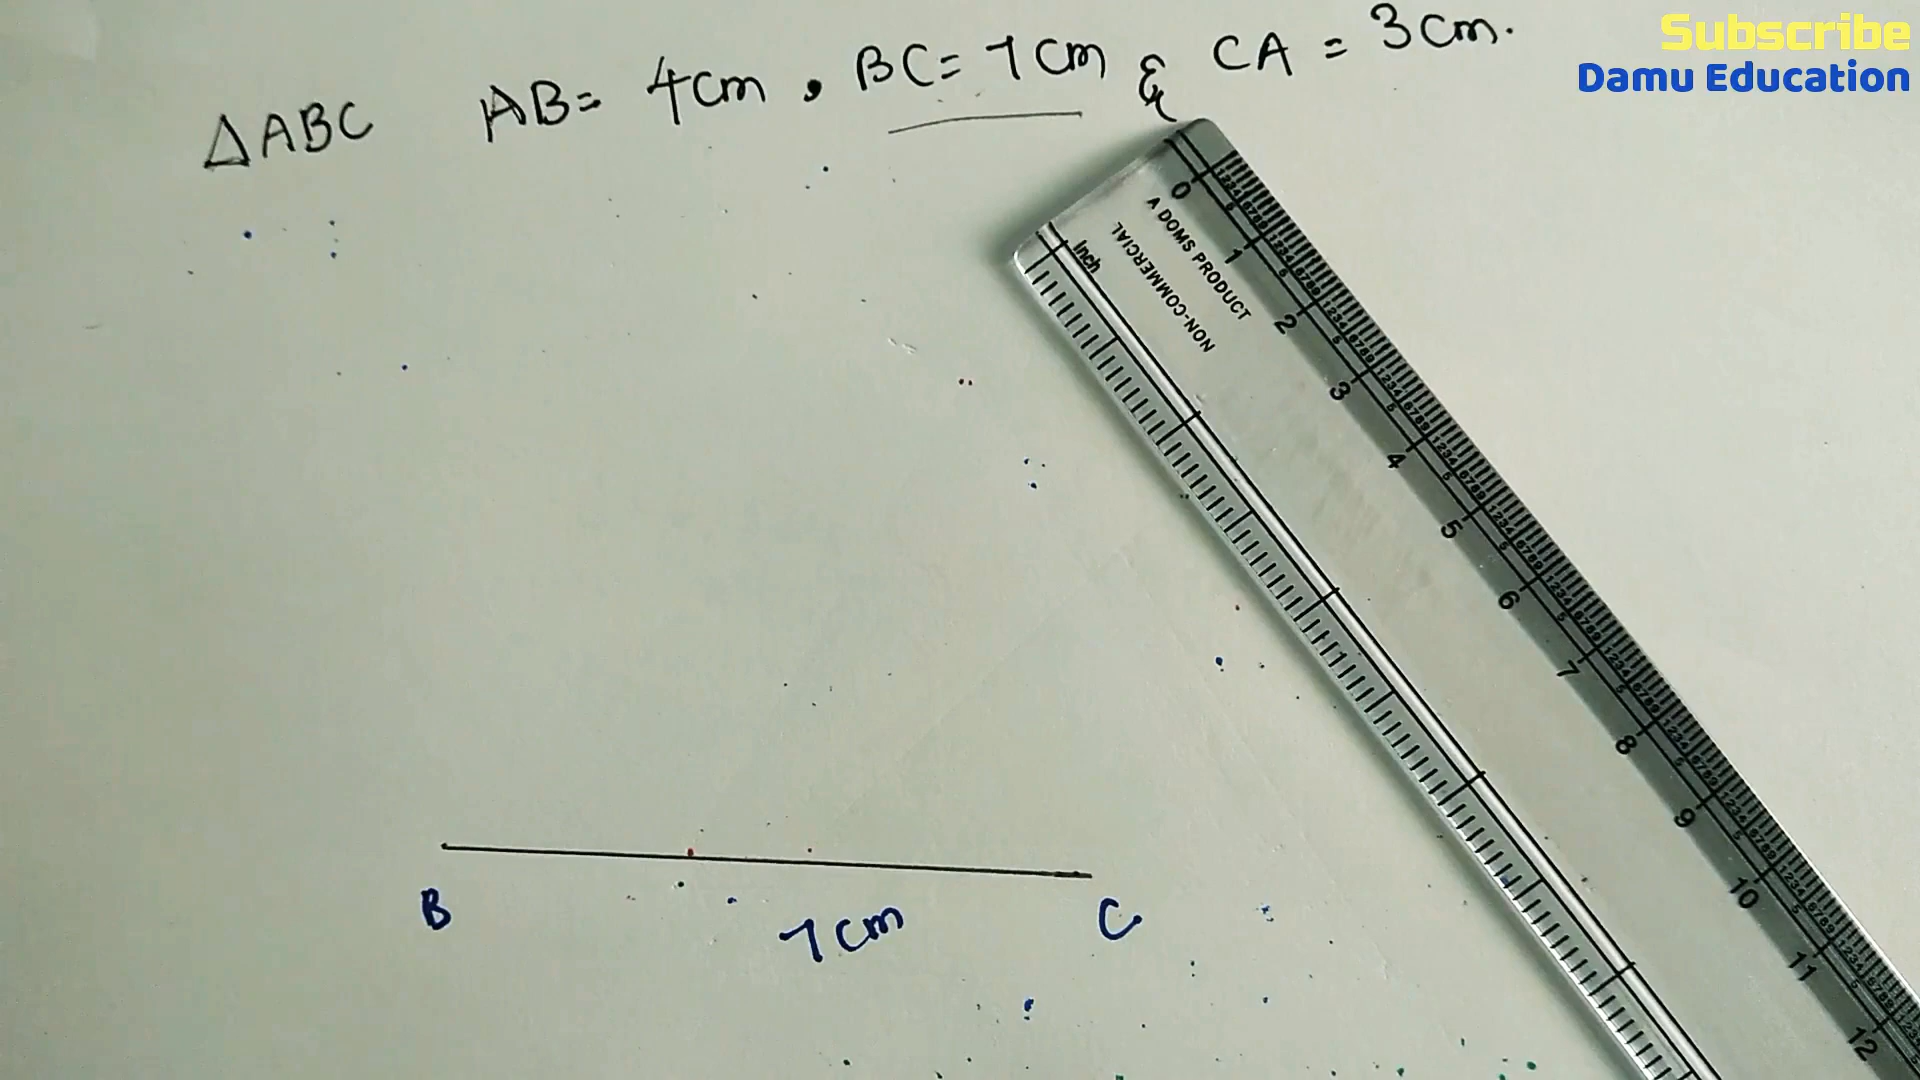 Subscribe
Damu Education
△ABC AB= 4cm, BC= 7cm & CA = 3cm.
0 1 2 3 4 5 6 7 8 9 10 11 12
A DOMS PRODUCT
NON-COMMERCIAL
Inch
B 7cm C